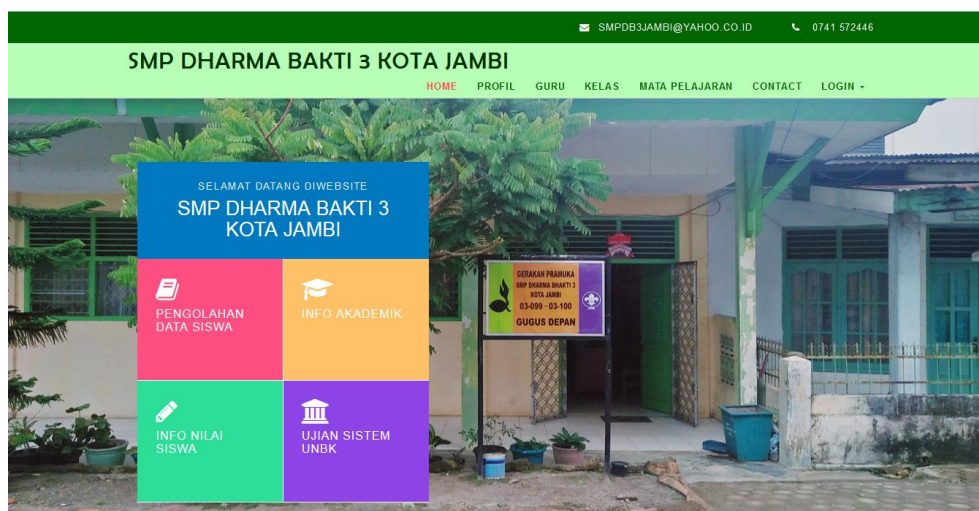 SMPDB3JAMBI@YAHOO.CO.ID 0741 572446
SMP DHARMA BAKTI 3 KOTA JAMBI
HOME PROFIL GURU KELAS MATA PELAJARAN CONTACT LOGIN
SELAMAT DATANG DIWEBSITE
SMP DHARMA BAKTI 3
KOTA JAMBI
PENGOLAHAN
DATA SISWA
INFO AKADEMIK
INFO NILAI
SISWA
UJIAN SISTEM
UNBK
GERAKAN PRAMUKA
SMP DHARMA BHAKTI 3
KOTA JAMBI
03-099 - 03-100
GUGUS DEPAN